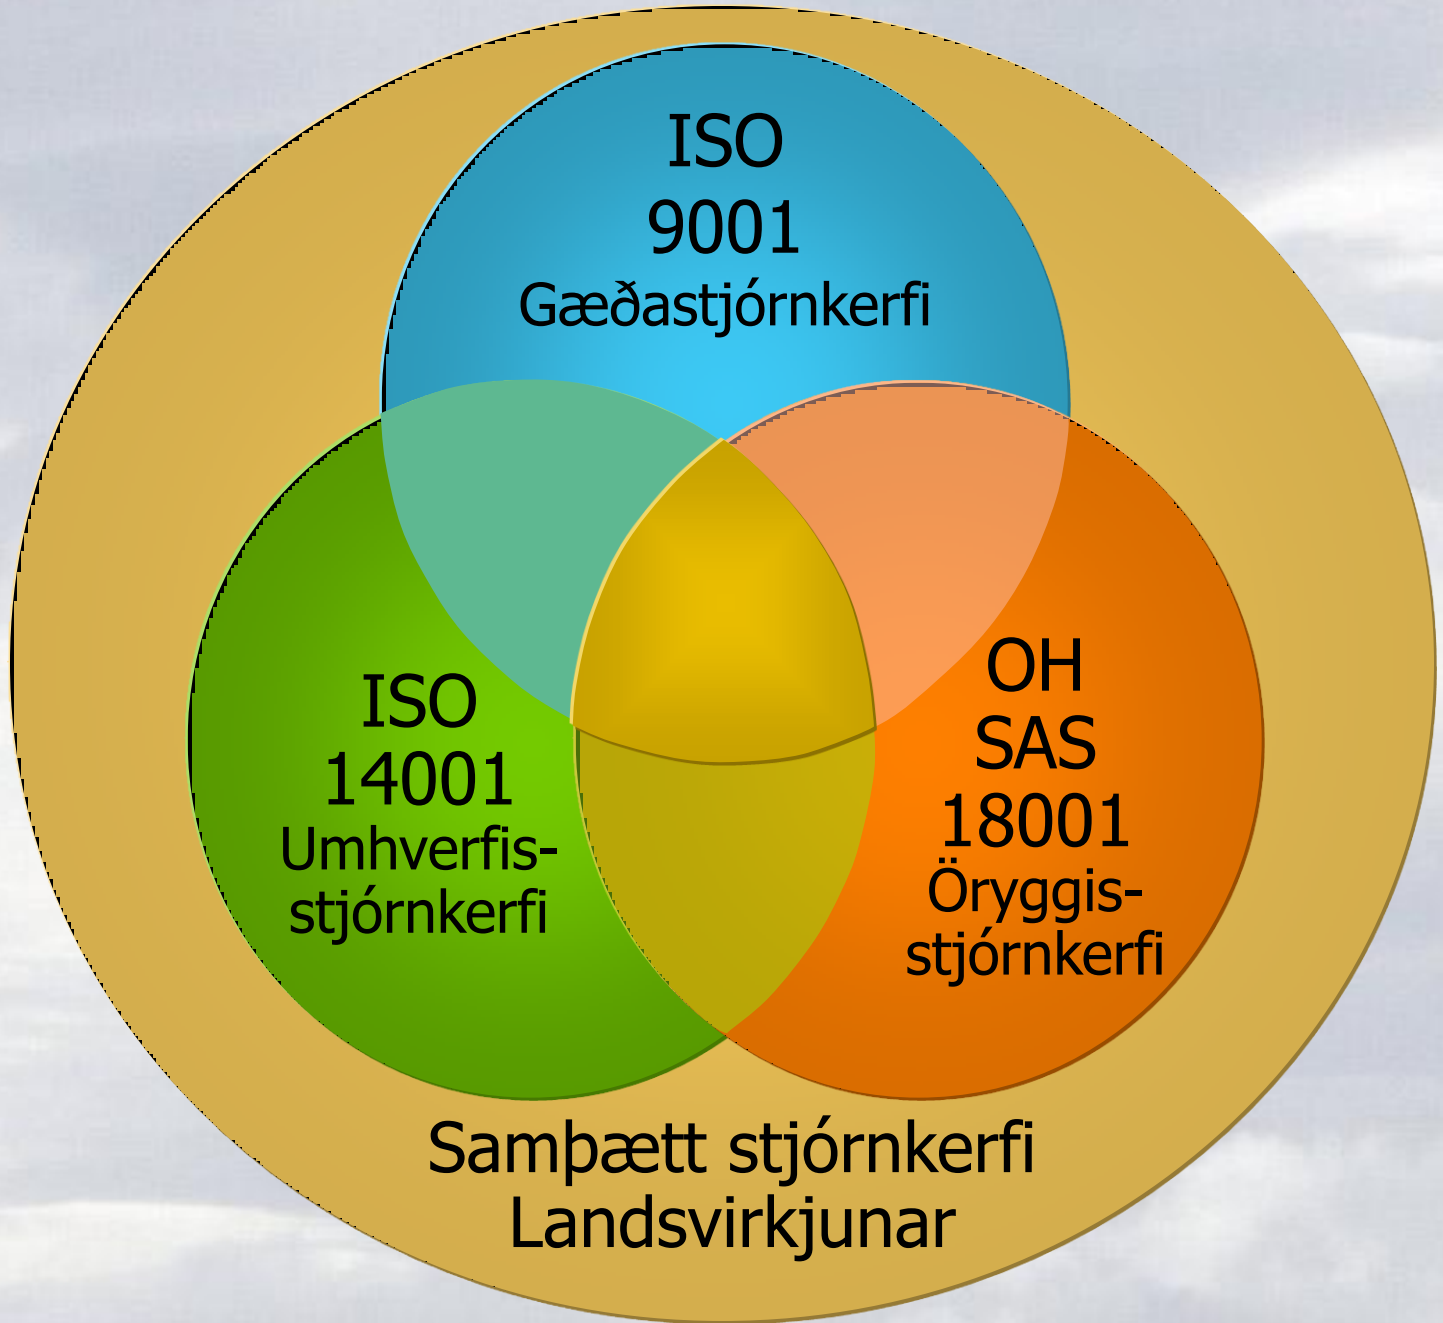 ISO
9001
Gæðastjórnkerfi
ISO
14001
Umhverfis-
stjórnkerfi
OH
SAS
18001
Öryggis-
stjórnkerfi
Samþætt stjórnkerfi
Landsvirkjunar